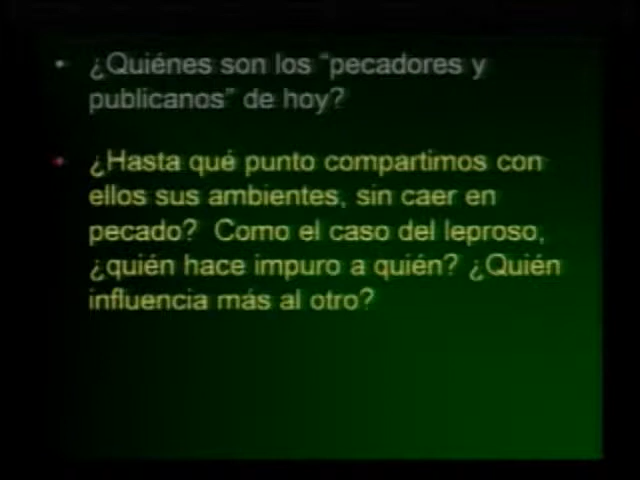 • ¿Quiénes son los "pecadores y
publicanos" de hoy?
• ¿Hasta qué punto compartimos con
ellos sus ambientes, sin caer en
pecado? Como el caso del leproso,
¿quién hace impuro a quién? ¿Quién
influencia más al otro?